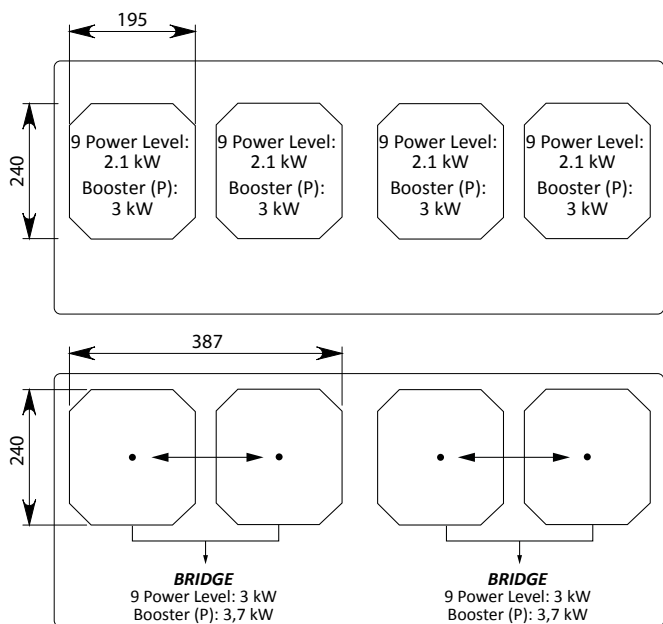 195
240
9 Power Level:
2.1 kW
Booster (P):
3 kW
9 Power Level:
2.1 kW
Booster (P):
3 kW
9 Power Level:
2.1 kW
Booster (P):
3 kW
9 Power Level:
2.1 kW
Booster (P):
3 kW
387
240
BRIDGE
9 Power Level: 3 kW
Booster (P): 3,7 kW
BRIDGE
9 Power Level: 3 kW
Booster (P): 3,7 kW